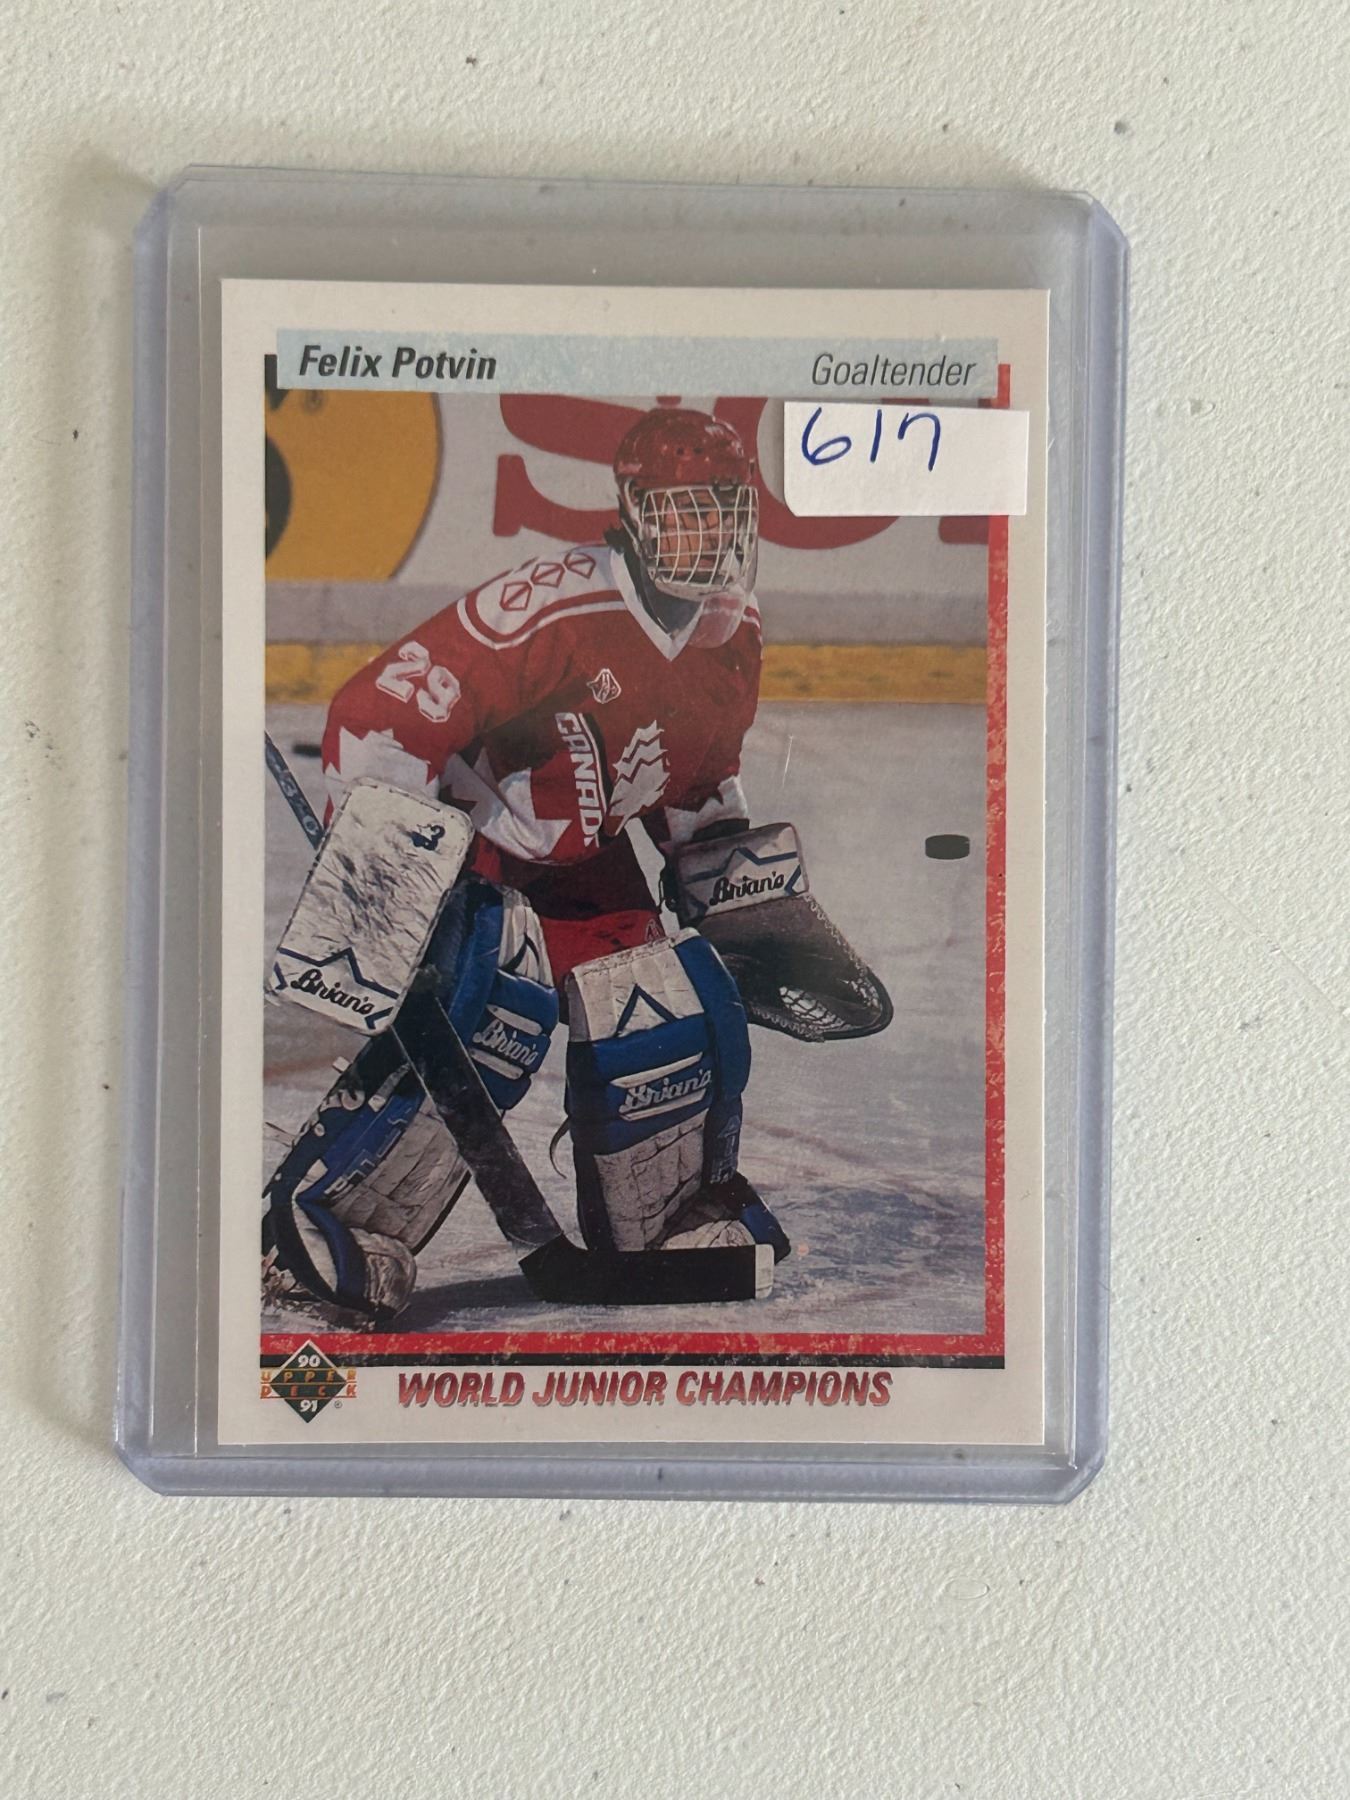 Felix Potvin
Goaltender
617
29
CANADA
Brian's
Brian's
Brian's
Brian's
90
UPPER
DECK
91
WORLD JUNIOR CHAMPIONS